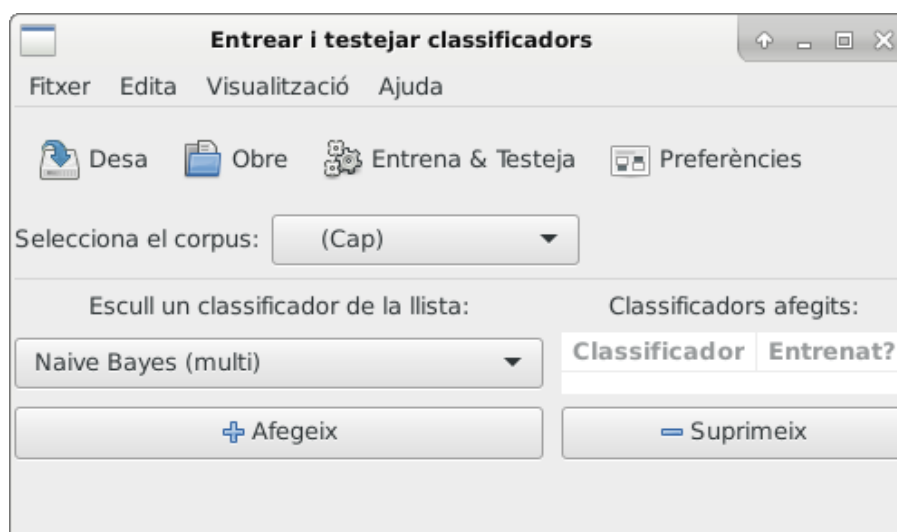 Entrear i testejar classificadors
Fitxer Edita Visualització Ajuda
Desa Obre Entrena & Testeja Preferències
Selecciona el corpus: (Cap)
Escull un classificador de la llista: Classificadors afegits:
Naive Bayes (multi) Classificador Entrenat?
Afegeix Suprimeix